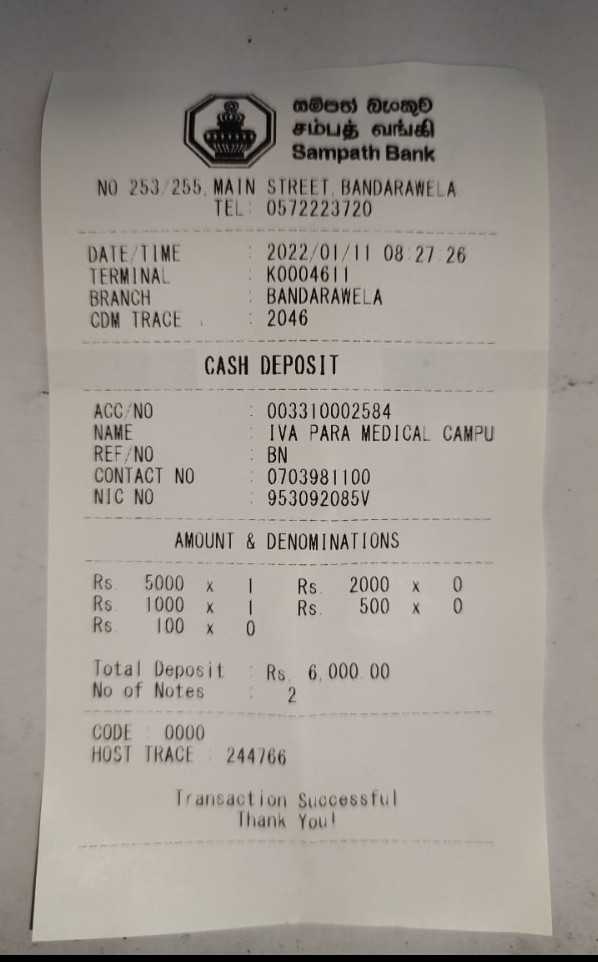 සම්පත් බැංකුව
சம்பத் வங்கி
Sampath Bank
NO 253/255, MAIN STREET, BANDARAWELA
TEL: 0572223720
DATE/TIME : 2022/01/11 08:27:26
TERMINAL : K0004611
BRANCH : BANDARAWELA
CDM TRACE : 2046
CASH DEPOSIT
ACC/NO : 003310002584
NAME : IVA PARA MEDICAL CAMPU
REF/NO : BN
CONTACT NO : 0703981100
NIC NO : 953092085V
AMOUNT & DENOMINATIONS
Rs. 5000 x 1 Rs. 2000 x 0
Rs. 1000 x 1 Rs. 500 x 0
Rs. 100 x 0
Total Deposit : Rs. 6,000.00
No of Notes : 2
CODE : 0000
HOST TRACE : 244766
Transaction Successful
Thank You!